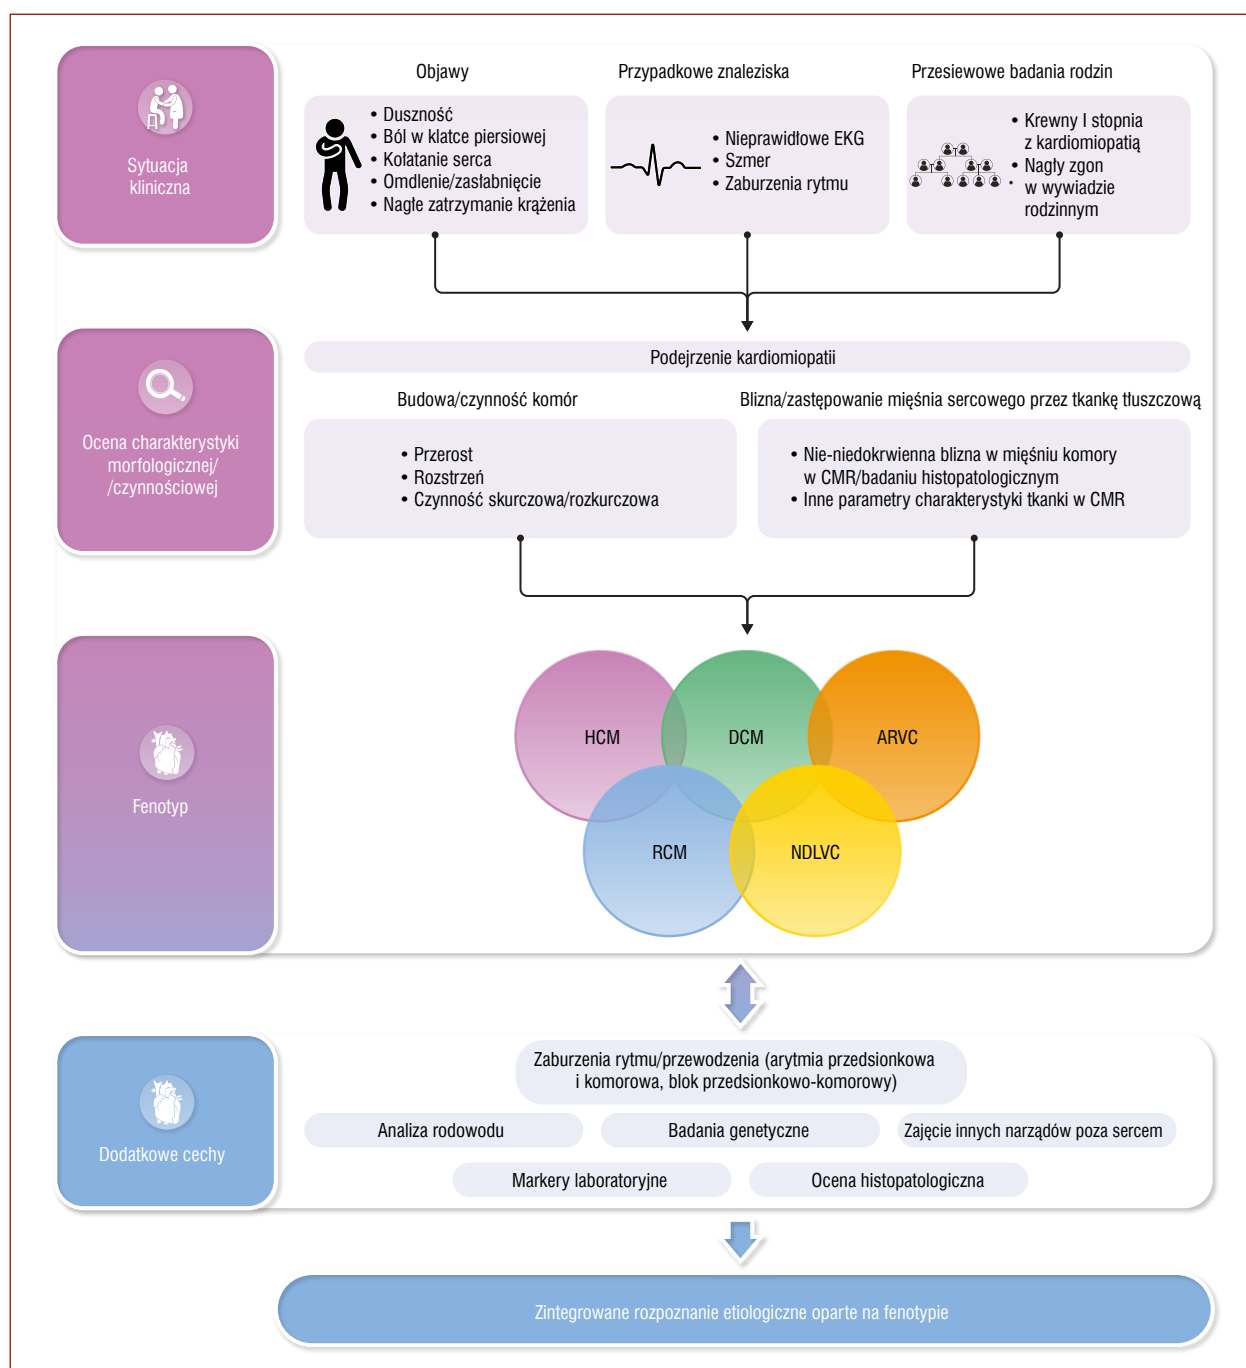 Sytuacja
kliniczna
Objawy
• Duszność
• Ból w klatce piersiowej
• Kołatanie serca
• Omdlenie/zasłabnięcie
• Nagłe zatrzymanie krążenia
Przypadkowe znaleziska
• Nieprawidłowe EKG
• Szmer
• Zaburzenia rytmu
Przesiewowe badania rodzin
• Krewny I stopnia
z kardiomiopatią
• Nagły zgon
w wywiadzie
rodzinnym
Ocena charakterystyki
morfologicznej/
/czynnościowej
Podejrzenie kardiomiopatii
Budowa/czynność komór
• Przerost
• Rozstrzeń
• Czynność skurczowa/rozkurczowa
Blizna/zastępowanie mięśnia sercowego przez tkankę tłuszczową
• Nie-niedokrwienna blizna w mięśniu komory
w CMR/badaniu histopatologicznym
• Inne parametry charakterystyki tkanki w CMR
Fenotyp
HCM
DCM
ARVC
RCM
NDLVC
Dodatkowe cechy
Zaburzenia rytmu/przewodzenia (arytmia przedsionkowa
i komorowa, blok przedsionkowo-komorowy)
Analiza rodowodu
Badania genetyczne
Zajęcie innych narządów poza sercem
Markery laboratoryjne
Ocena histopatologiczna
Zintegrowane rozpoznanie etiologiczne oparte na fenotypie